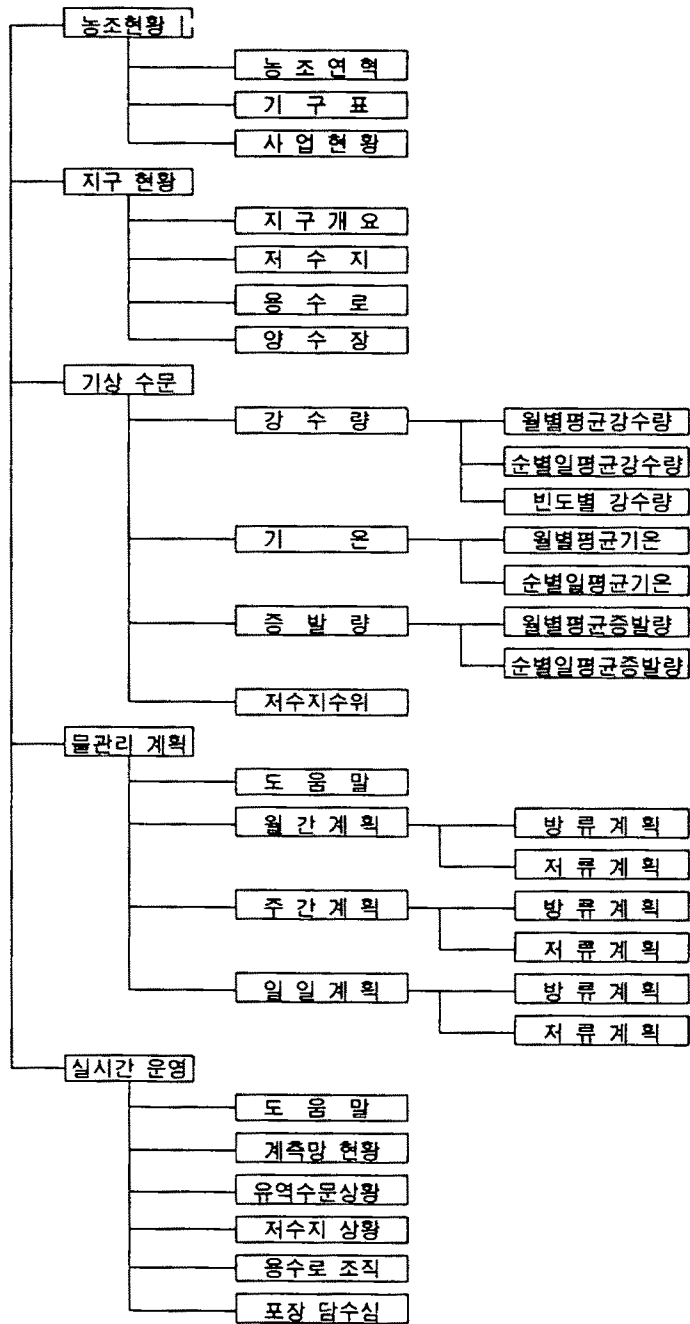 농조현황
농 조 연 혁
기 구 표
사 업 현 황
지구 현황
지 구 개 요
저 수 지
용 수 로
양 수 장
기상 수문
강 수 량
월별평균강수량
순별일평균강수량
빈도별 강수량
기 온
월별평균기온
순별일평균기온
증 발 량
월별평균증발량
순별일평균증발량
저수지수위
물관리 계획
도 움 말
월 간 계 획
방 류 계 획
저 류 계 획
주 간 계 획
방 류 계 획
저 류 계 획
일 일 계 획
방 류 계 획
저 류 계 획
실시간 운영
도 움 말
계측망 현황
유역수문상황
저수지 상황
용수로 조직
포장 담수심